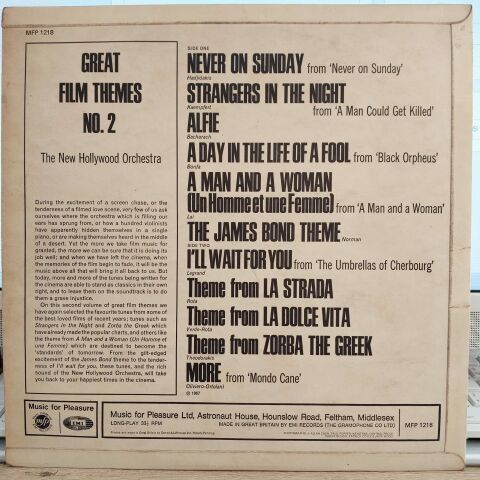 MFP 1218
GREAT
FILM THEMES
NO. 2
The New Hollywood Orchestra
During the excitement of a screen chase, or the
tenderness of a filmed love scene, very few of us ask
ourselves where the orchestra which is filling our
ears has sprung from, or how a hundred violinists
have apparently hidden themselves in a single
piano, or are making themselves heard in the middle
of a desert. Yet the more we take film music for
granted, the more we can be sure that it is doing its
job well; and when we have left the cinema, when
the memories of the film begin to fade, it will be the
music above all that will bring it all back to us. But
today, more and more of the tunes being written for
the cinema are able to stand as classics in their own
right, and to leave them on the soundtrack is to do
them a grave injustice.
On this second volume of great film themes we
have again selected the favourite tunes from some of
the best loved films of recent years; tunes such as
Strangers in the Night and Zorba the Greek which
have already made the popular charts, and others like
the theme from A Man and a Woman (Un Homme et
une Femme) which are destined to become the
'standards' of tomorrow. From the gilt-edged
excitement of the James Bond theme to the tender-
ness of I'll wait for you, these tunes, and the rich
sound of the New Hollywood Orchestra, will take
you back to your happiest times in the cinema.
SIDE ONE
NEVER ON SUNDAY from 'Never on Sunday'
Hadjidakis
STRANGERS IN THE NIGHT
Kaempfert
from 'A Man Could Get Killed'
ALFIE
Bacharach
A DAY IN THE LIFE OF A FOOL from 'Black Orpheus'
Bonfa
A MAN AND A WOMAN
(Un Homme et une Femme) from 'A Man and a Woman'
Lai
THE JAMES BOND THEME Norman
SIDE TWO
I'LL WAIT FOR YOU from 'The Umbrellas of Cherbourg'
Legrand
Theme from LA STRADA
Rota
Theme from LA DOLCE VITA
Verde-Rota
Theme from ZORBA THE GREEK
Theodorakis
MORE from 'Mondo Cane'
Oliviero-Ortolani
℗ 1967
Music for Pleasure
mfp
EMI
Music for Pleasure Ltd, Astronaut House, Hounslow Road, Feltham, Middlesex
LONG-PLAY 33⅓ RPM
MADE IN GREAT BRITAIN BY EMI RECORDS (THE GRAMOPHONE CO LTD)
MFP 1218